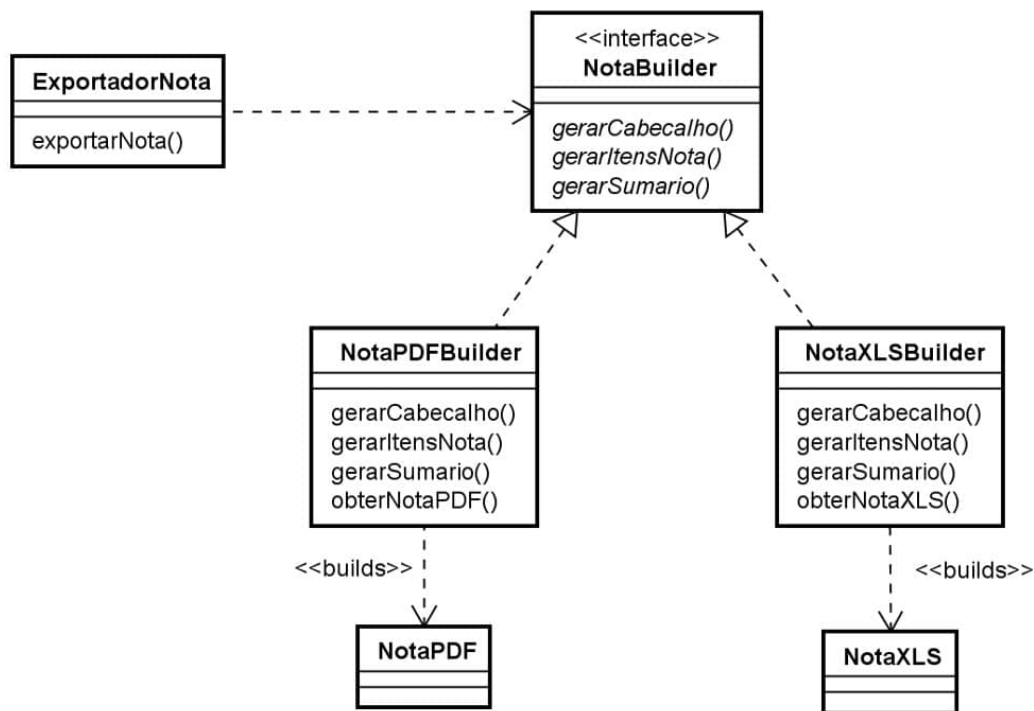 ExportadorNota
exportarNota()
<<interface>>
NotaBuilder
gerarCabecalho()
gerarItensNota()
gerarSumario()
NotaPDFBuilder
gerarCabecalho()
gerarItensNota()
gerarSumario()
obterNotaPDF()
NotaXLSBuilder
gerarCabecalho()
gerarItensNota()
gerarSumario()
obterNotaXLS()
<<builds>>
<<builds>>
NotaPDF
NotaXLS